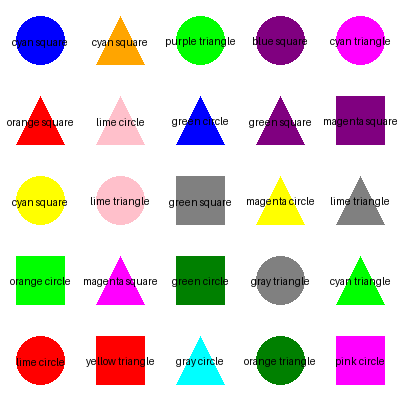 cyan square
cyan square
purple triangle
blue square
cyan triangle
orange square
lime circle
green circle
green square
magenta square
cyan square
lime triangle
green square
magenta circle
lime triangle
orange circle
magenta square
green circle
gray triangle
cyan triangle
lime circle
yellow triangle
gray circle
orange triangle
pink circle